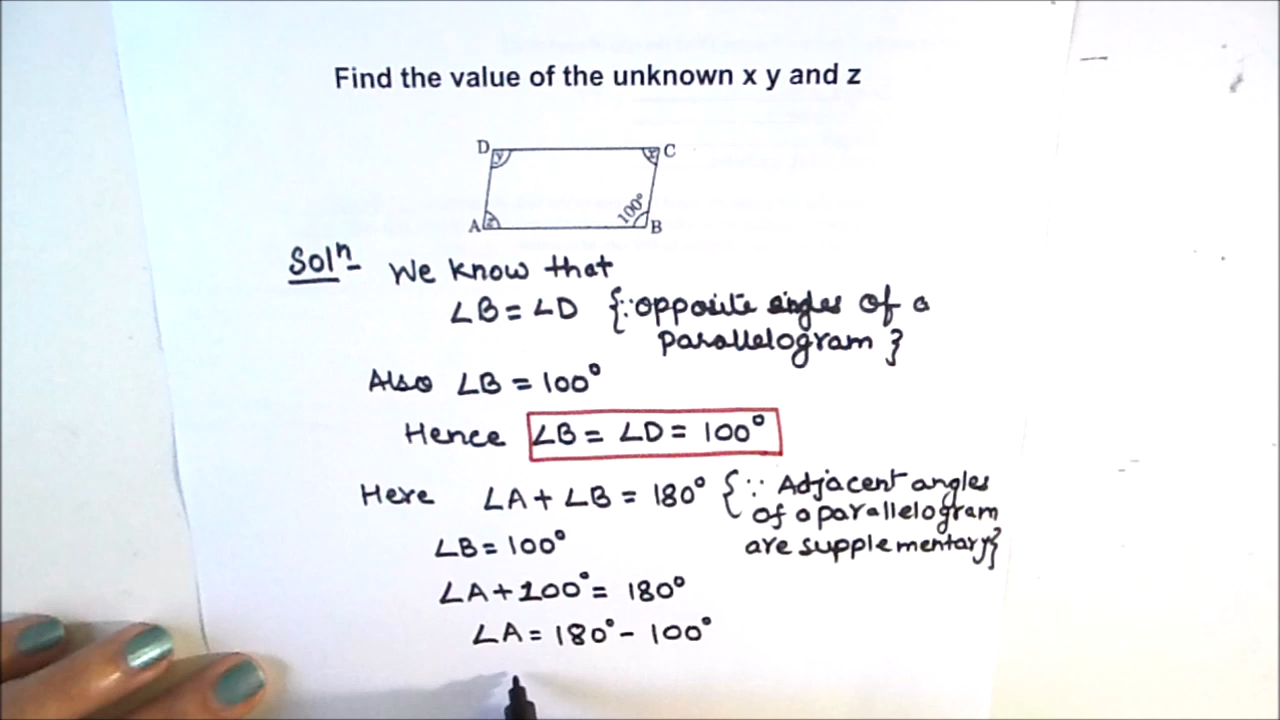 Find the value of the unknown x y and z
D
y
x
C
A
z
100°
B
Solⁿ
We know that
∠B = ∠D {∵ opposite angles of a
parallelogram }
Also ∠B = 100°
Hence ∠B = ∠D = 100°
Here ∠A + ∠B = 180° {∵ Adjacent angles
of a parallelogram
∠B = 100° are supplementary}
∠A + 100° = 180°
∠A = 180° - 100°